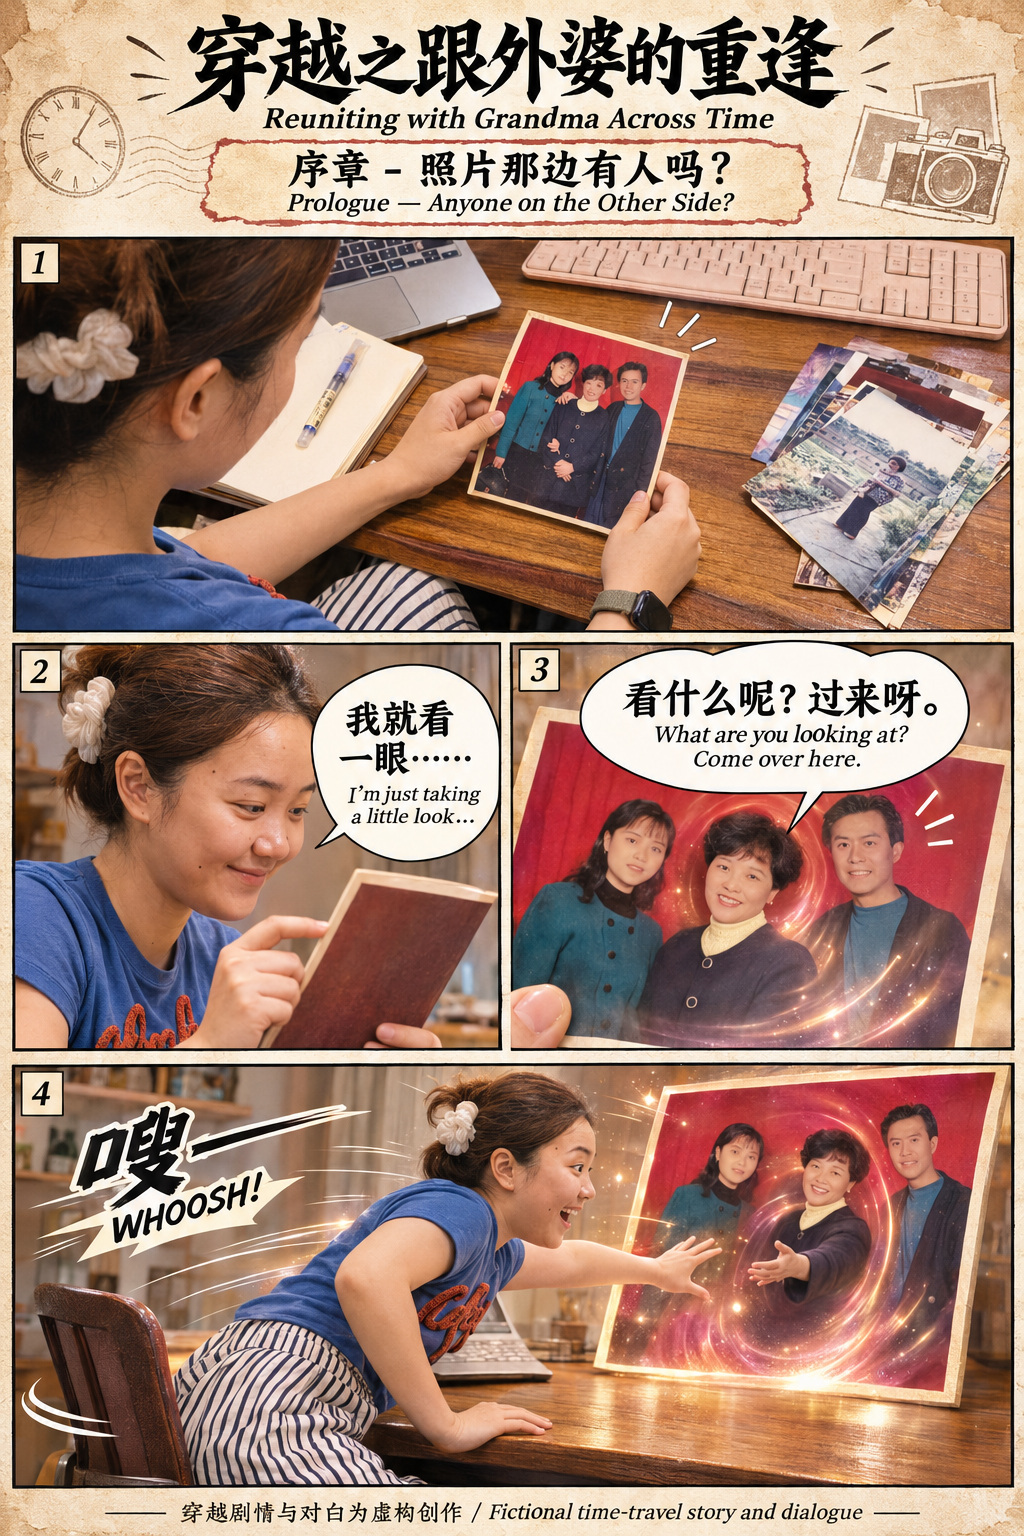 穿越之跟外婆的重逢
Reuniting with Grandma Across Time
序章 - 照片那边有人吗？
Prologue — Anyone on the Other Side?
1
2
我就看
一眼……
I'm just taking
a little look...
3
看什么呢？过来呀。
What are you looking at?
Come over here.
4
嗖一
WHOOSH!
穿越剧情与对白为虚构创作 / Fictional time-travel story and dialogue